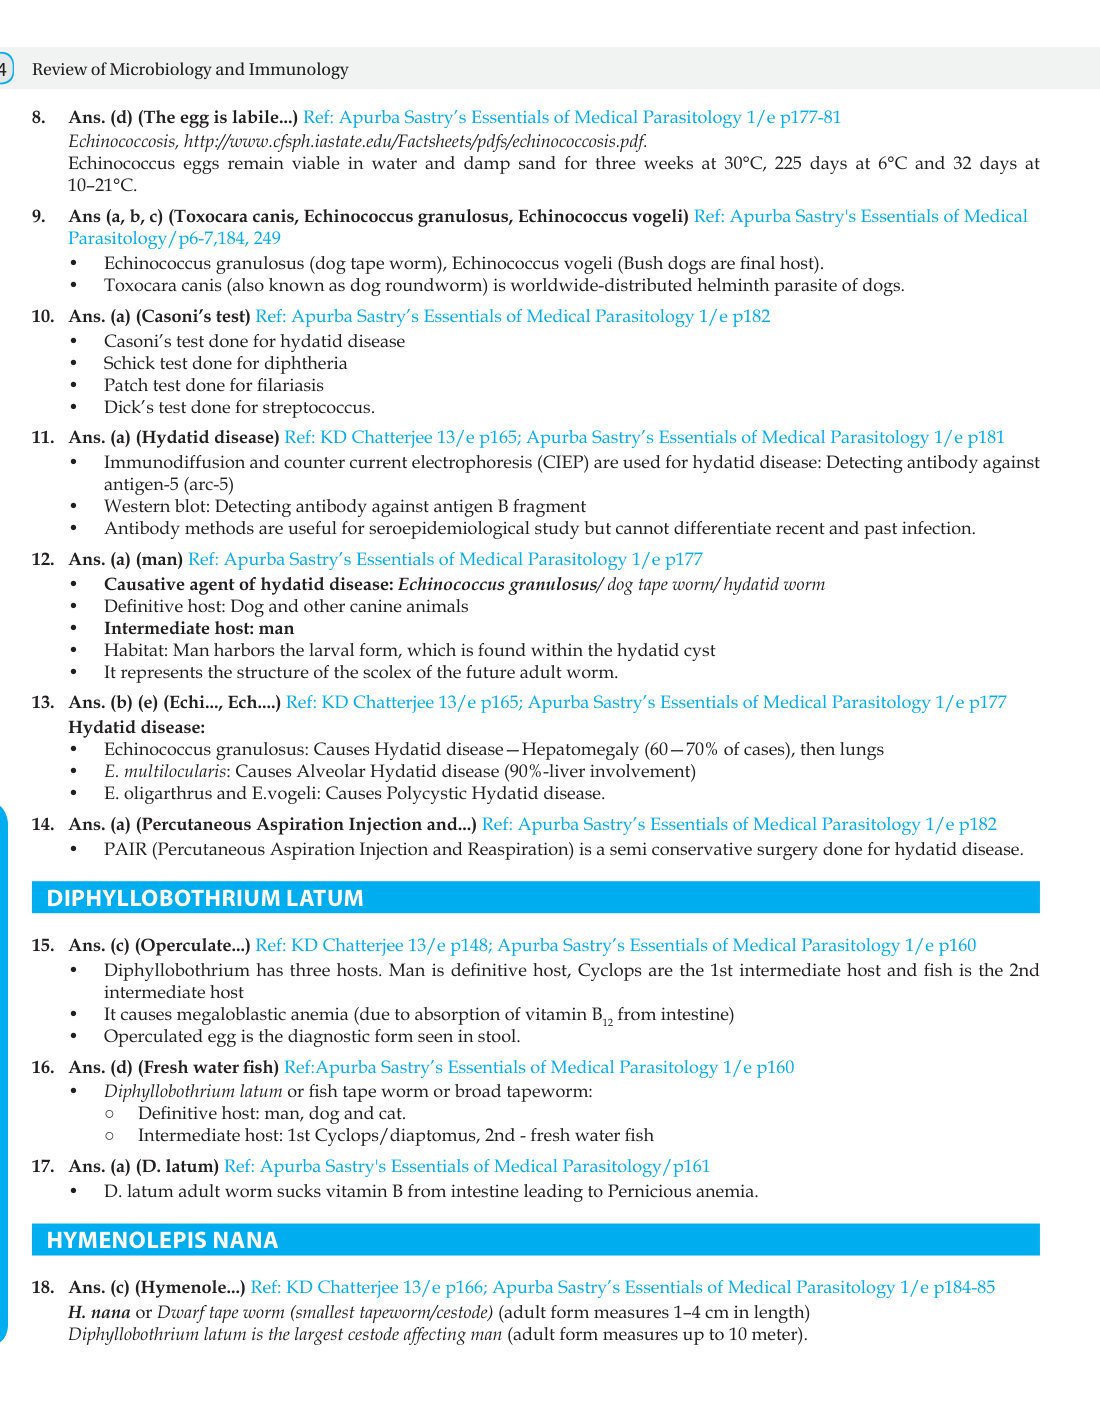 4 Review of Microbiology and Immunology
8. Ans. (d) (The egg is labile...) Ref: Apurba Sastry's Essentials of Medical Parasitology 1/e p177-81
Echinococcosis, http://www.cfsph.iastate.edu/Factsheets/pdfs/echinococcosis.pdf.
Echinococcus eggs remain viable in water and damp sand for three weeks at 30°C, 225 days at 6°C and 32 days at
10–21°C.
9. Ans (a, b, c) (Toxocara canis, Echinococcus granulosus, Echinococcus vogeli) Ref: Apurba Sastry's Essentials of Medical
Parasitology/p6-7,184, 249
• Echinococcus granulosus (dog tape worm), Echinococcus vogeli (Bush dogs are final host).
• Toxocara canis (also known as dog roundworm) is worldwide-distributed helminth parasite of dogs.
10. Ans. (a) (Casoni's test) Ref: Apurba Sastry's Essentials of Medical Parasitology 1/e p182
• Casoni's test done for hydatid disease
• Schick test done for diphtheria
• Patch test done for filariasis
• Dick's test done for streptococcus.
11. Ans. (a) (Hydatid disease) Ref: KD Chatterjee 13/e p165; Apurba Sastry's Essentials of Medical Parasitology 1/e p181
• Immunodiffusion and counter current electrophoresis (CIEP) are used for hydatid disease: Detecting antibody against
antigen-5 (arc-5)
• Western blot: Detecting antibody against antigen B fragment
• Antibody methods are useful for seroepidemiological study but cannot differentiate recent and past infection.
12. Ans. (a) (man) Ref: Apurba Sastry's Essentials of Medical Parasitology 1/e p177
• Causative agent of hydatid disease: Echinococcus granulosus/ dog tape worm/ hydatid worm
• Definitive host: Dog and other canine animals
• Intermediate host: man
• Habitat: Man harbors the larval form, which is found within the hydatid cyst
• It represents the structure of the scolex of the future adult worm.
13. Ans. (b) (e) (Echi..., Ech....) Ref: KD Chatterjee 13/e p165; Apurba Sastry's Essentials of Medical Parasitology 1/e p177
Hydatid disease:
• Echinococcus granulosus: Causes Hydatid disease—Hepatomegaly (60—70% of cases), then lungs
• E. multilocularis: Causes Alveolar Hydatid disease (90%-liver involvement)
• E. oligarthrus and E.vogeli: Causes Polycystic Hydatid disease.
14. Ans. (a) (Percutaneous Aspiration Injection and...) Ref: Apurba Sastry's Essentials of Medical Parasitology 1/e p182
• PAIR (Percutaneous Aspiration Injection and Reaspiration) is a semi conservative surgery done for hydatid disease.
DIPHYLLOBOTHRIUM LATUM
15. Ans. (c) (Operculate...) Ref: KD Chatterjee 13/e p148; Apurba Sastry's Essentials of Medical Parasitology 1/e p160
• Diphyllobothrium has three hosts. Man is definitive host, Cyclops are the 1st intermediate host and fish is the 2nd
intermediate host
• It causes megaloblastic anemia (due to absorption of vitamin B12 from intestine)
• Operculated egg is the diagnostic form seen in stool.
16. Ans. (d) (Fresh water fish) Ref:Apurba Sastry's Essentials of Medical Parasitology 1/e p160
• Diphyllobothrium latum or fish tape worm or broad tapeworm:
○ Definitive host: man, dog and cat.
○ Intermediate host: 1st Cyclops/diaptomus, 2nd - fresh water fish
17. Ans. (a) (D. latum) Ref: Apurba Sastry's Essentials of Medical Parasitology/p161
• D. latum adult worm sucks vitamin B from intestine leading to Pernicious anemia.
HYMENOLEPIS NANA
18. Ans. (c) (Hymenole...) Ref: KD Chatterjee 13/e p166; Apurba Sastry's Essentials of Medical Parasitology 1/e p184-85
H. nana or Dwarf tape worm (smallest tapeworm/cestode) (adult form measures 1–4 cm in length)
Diphyllobothrium latum is the largest cestode affecting man (adult form measures up to 10 meter).